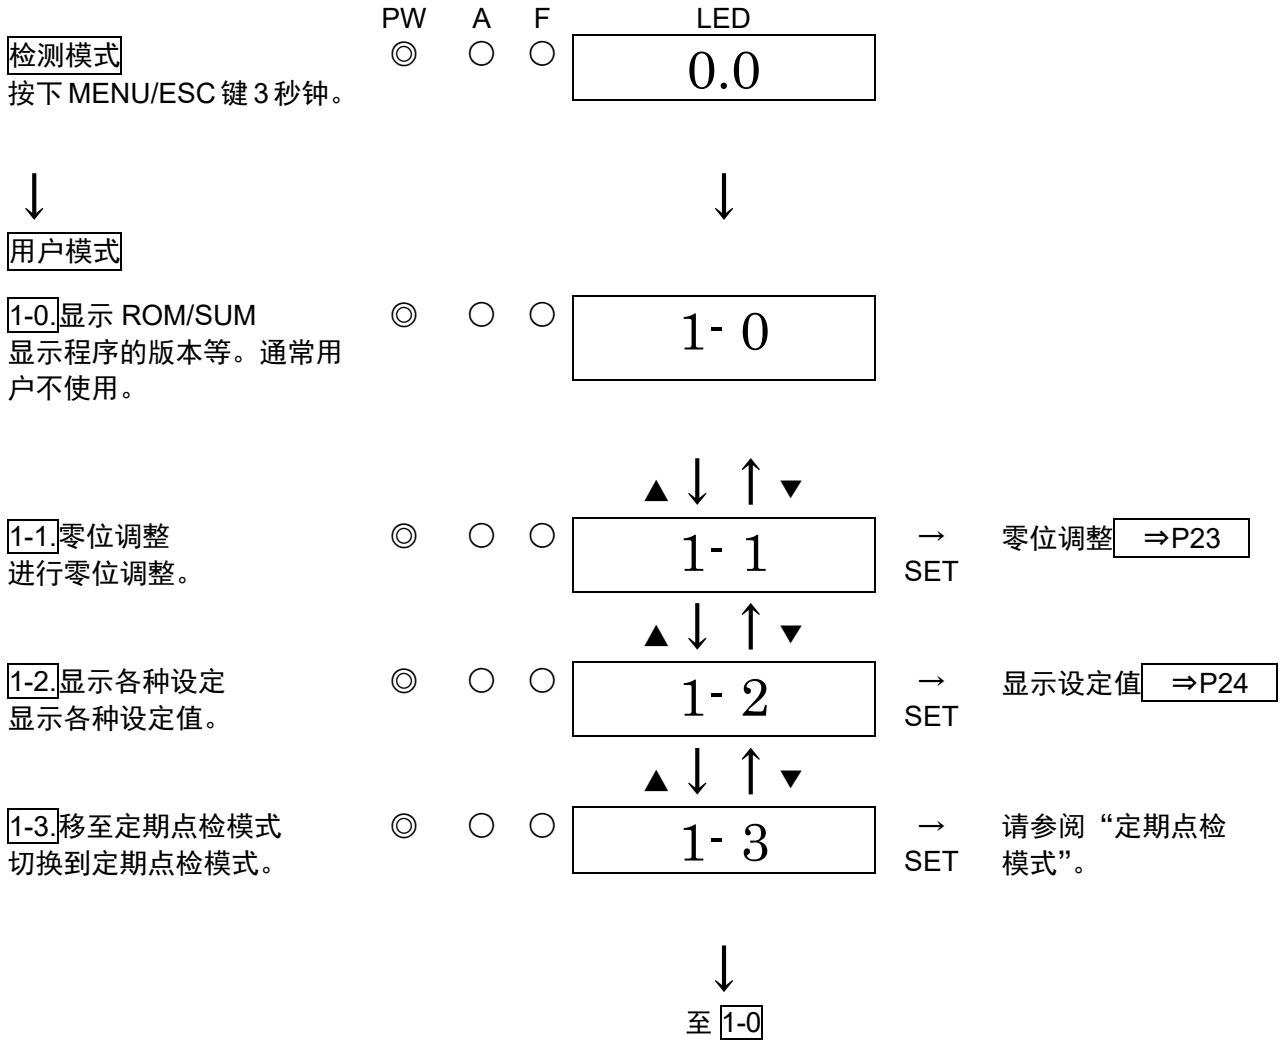 PW A F LED
检测模式 ◎ ○ ○ 0.0
按下 MENU/ESC 键 3 秒钟。
↓ ↓
用户模式
1-0.显示 ROM/SUM ◎ ○ ○ 1- 0
显示程序的版本等。通常用
户不使用。
▲ ↓ ↑ ▼
1-1.零位调整 ◎ ○ ○ 1- 1 → 零位调整 ⇒P23
进行零位调整。 SET
▲ ↓ ↑ ▼
1-2.显示各种设定 ◎ ○ ○ 1- 2 → 显示设定值 ⇒P24
显示各种设定值。 SET
▲ ↓ ↑ ▼
1-3.移至定期点检模式 ◎ ○ ○ 1- 3 → 请参阅“定期点检
切换到定期点检模式。 SET 模式”。
↓
至 1-0